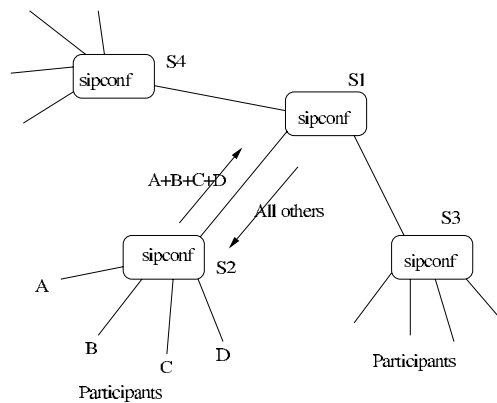 S4
sipconf
S1
sipconf
A+B+C+D
All others
S3
sipconf
S2
sipconf
A
B
C
D
Participants
Participants